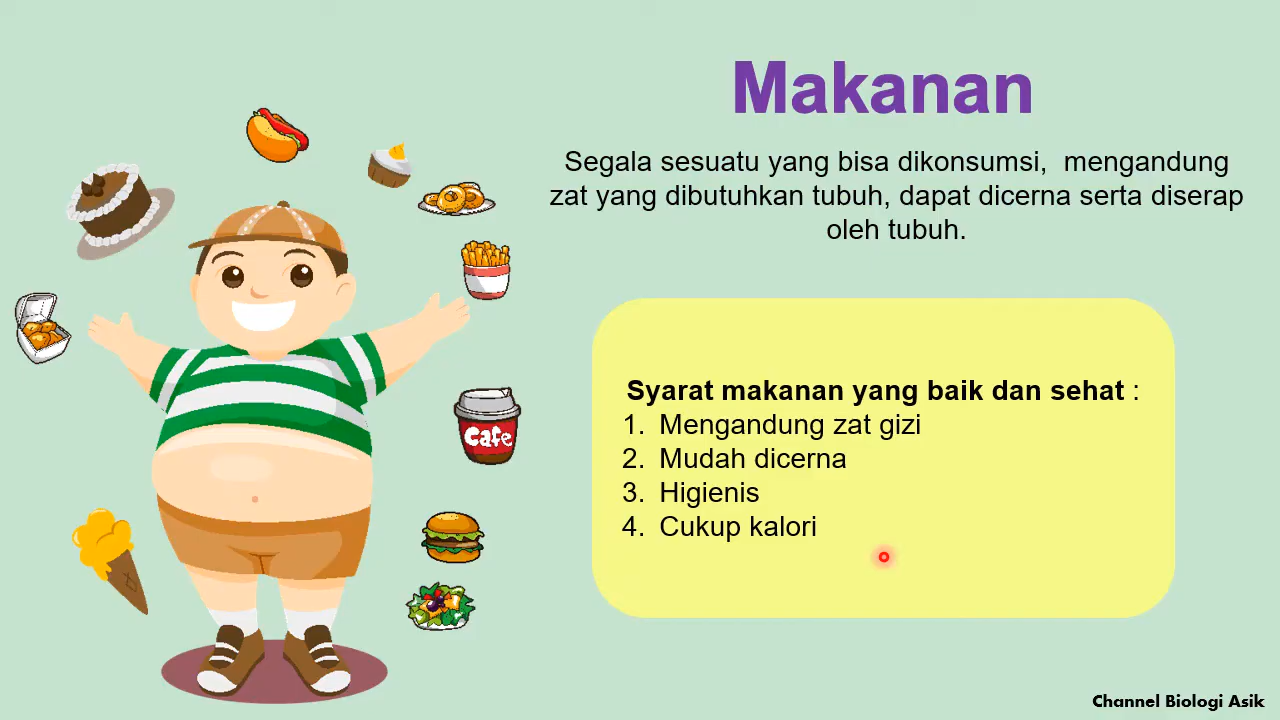 Makanan
Segala sesuatu yang bisa dikonsumsi,  mengandung
zat yang dibutuhkan tubuh, dapat dicerna serta diserap
oleh tubuh.
Syarat makanan yang baik dan sehat :
1. Mengandung zat gizi
2. Mudah dicerna
3. Higienis
4. Cukup kalori
Cafe
Channel Biologi Asik